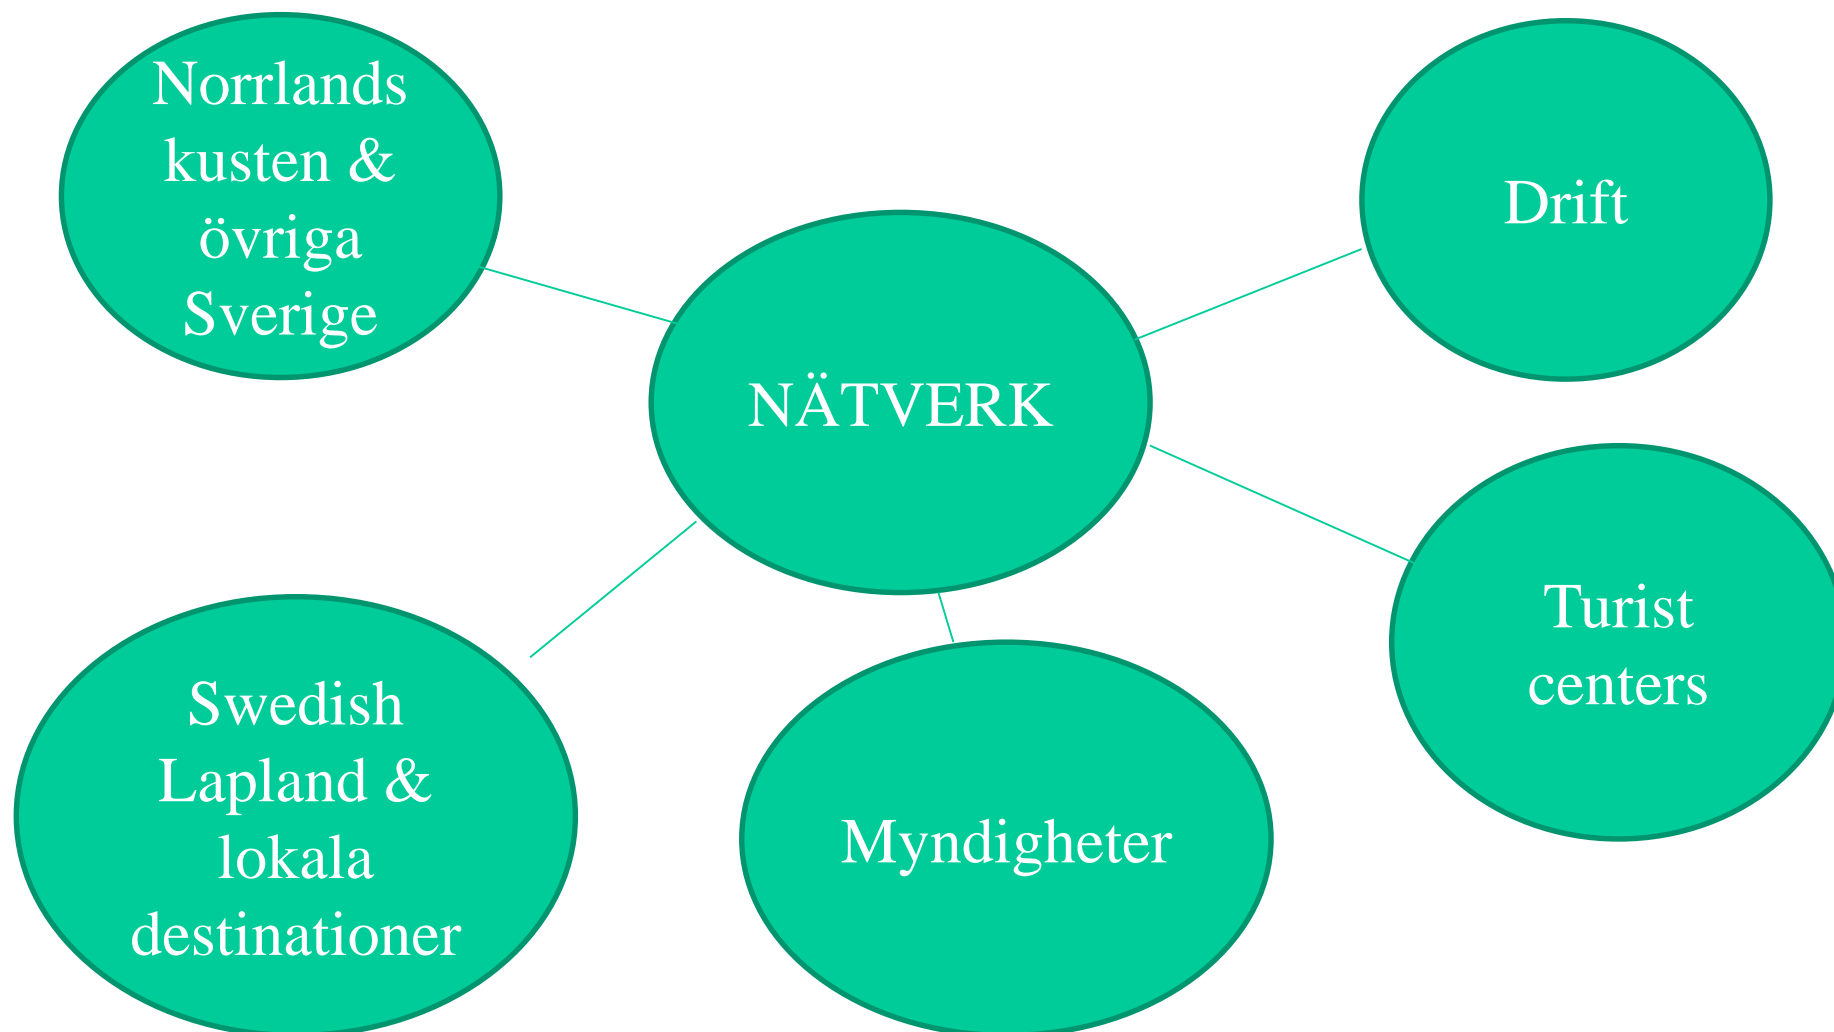 Norrlands
kusten &
övriga
Sverige
Drift
NÄTVERK
Turist
centers
Swedish
Lapland &
lokala
destinationer
Myndigheter